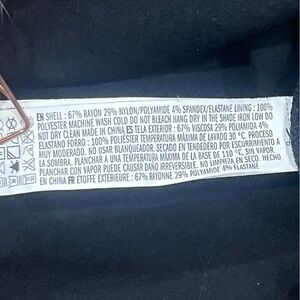 EN SHELL : 67% RAYON 29% NYLON/POLYAMIDE 4% SPANDEX/ELASTANE LINING : 100%
POLYESTER MACHINE WASH COLD DO NOT BLEACH HANG DRY IN THE SHADE IRON LOW DO
NOT DRY CLEAN MADE IN CHINA ES TELA EXTERIOR : 67% VISCOSA 29% POLIAMIDA 4%
ELASTANO FORRO : 100% POLIÉSTER TEMPERATURA MÁXIMA DE LAVADO 30 °C. PROCESO
MUY MODERADO. NO USAR BLANQUEADOR. SECADO EN TENDEDERO POR ESCURRIMIENTO A
LA SOMBRA, PLANCHAR A UNA TEMPERATURA MÁXIMA DE LA BASE DE 110 °C, SIN VAPOR.
PLANCHAR CON VAPOR PUEDE CAUSAR DAÑO IRREVERSIBLE. NO LIMPIEZA EN SECO. HECHO
EN CHINA FR ÉTOFFE EXTÉRIEURE : 67% RAYONNE 29% POLYAMIDE 4% ÉLASTANE